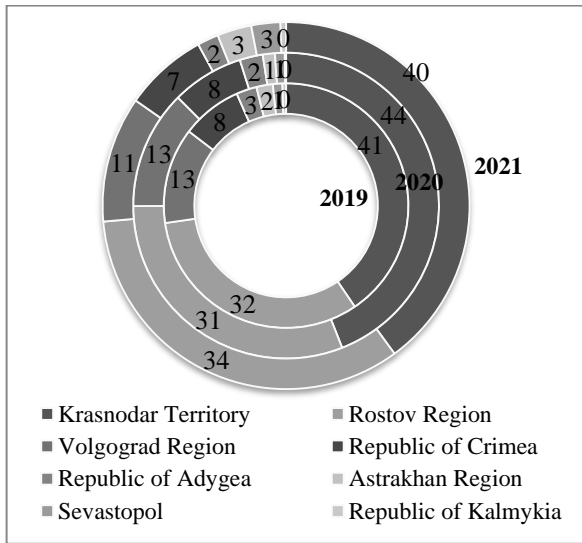 2 3 3 0
40
7
8 2 1 1 0
44
8 3 2 1 0
41
11 13 13
2019 2020 2021
32
31
34
Krasnodar Territory Rostov Region
Volgograd Region Republic of Crimea
Republic of Adygea Astrakhan Region
Sevastopol Republic of Kalmykia